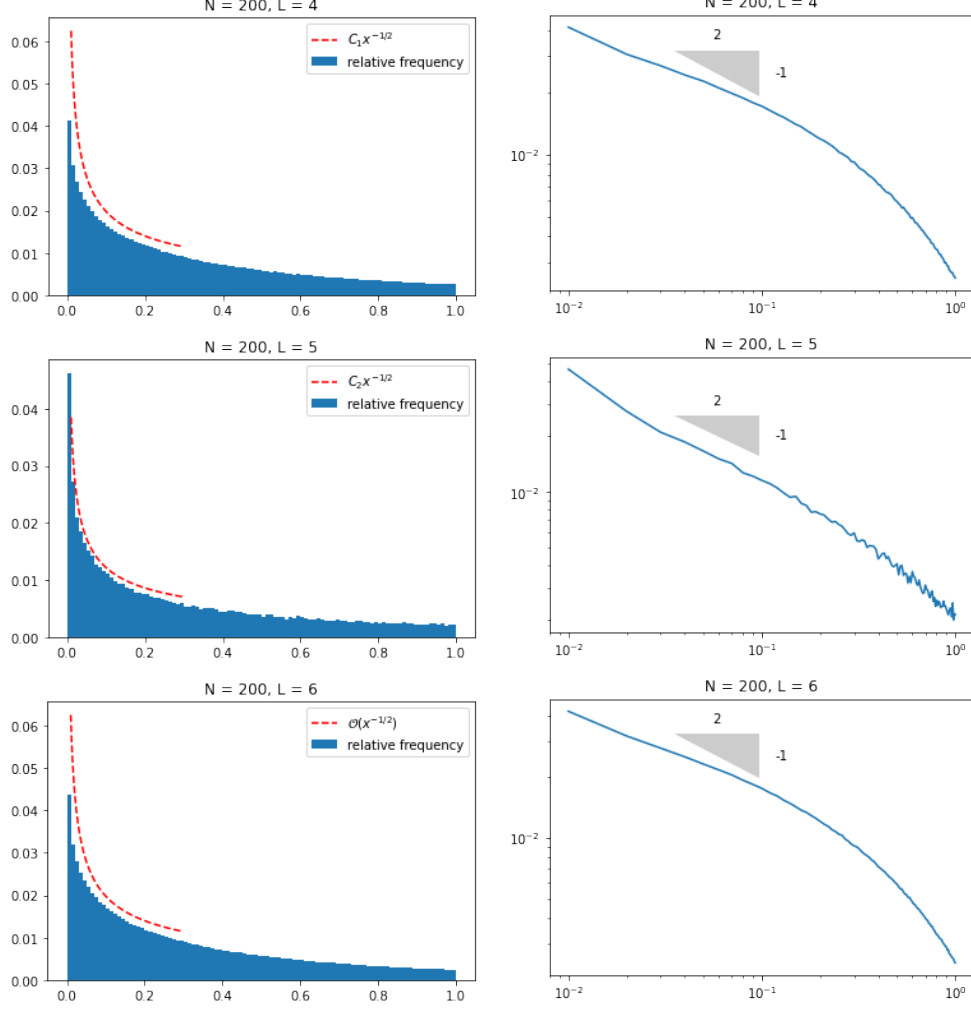 N = 200, L = 4
C₁x⁻¹/²
relative frequency
0.06
0.05
0.04
0.03
0.02
0.01
0.00
0.0 0.2 0.4 0.6 0.8 1.0
N = 200, L = 4
2
-1
10⁻²
10⁻² 10⁻¹ 10⁰
N = 200, L = 5
C₂x⁻¹/²
relative frequency
0.04
0.03
0.02
0.01
0.00
0.0 0.2 0.4 0.6 0.8 1.0
N = 200, L = 5
2
-1
10⁻²
10⁻² 10⁻¹ 10⁰
N = 200, L = 6
𝒪(x⁻¹/²)
relative frequency
0.06
0.05
0.04
0.03
0.02
0.01
0.00
0.0 0.2 0.4 0.6 0.8 1.0
N = 200, L = 6
2
-1
10⁻²
10⁻² 10⁻¹ 10⁰